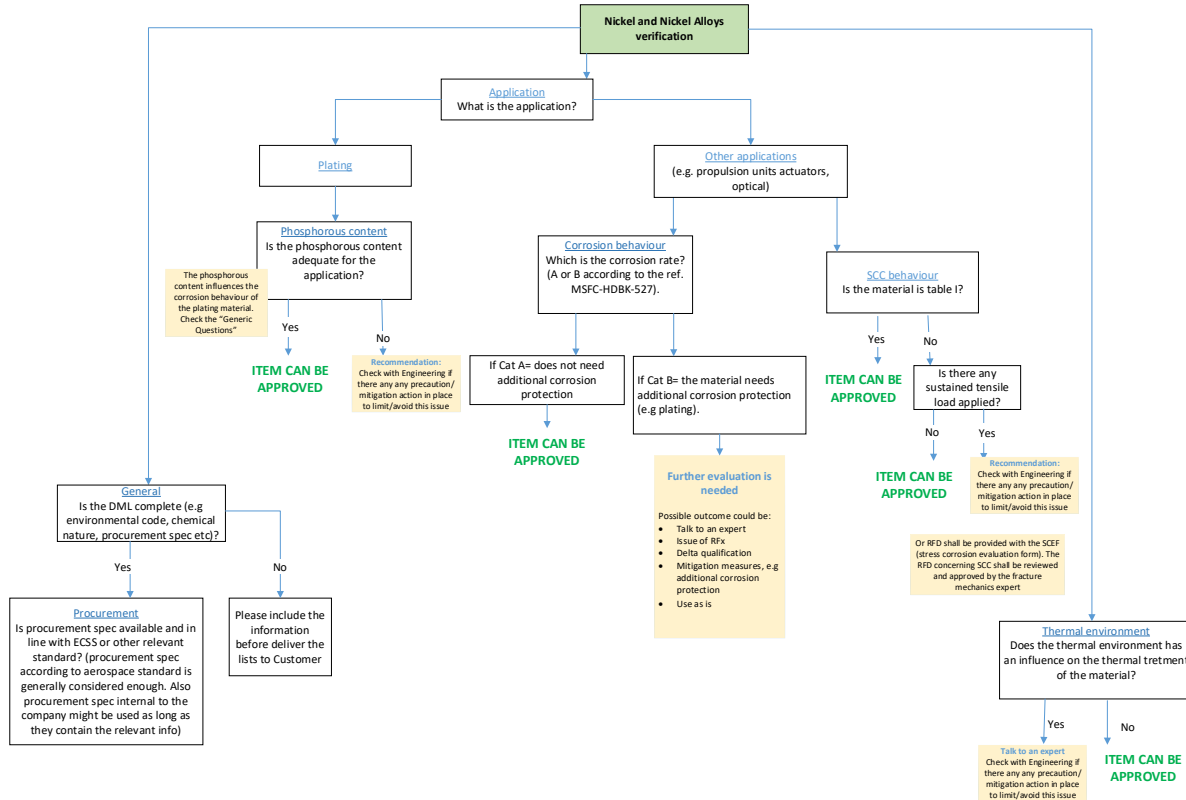 Nickel and Nickel Alloys
verification
Application
What is the application?
Plating
Other applications
(e.g. propulsion units actuators,
optical)
Phosphorous content
Is the phosphorous content
adequate for the
application?
The phosphorous
content influences the
corrosion behaviour of
the plating material.
Check the “Generic
Questions”
Yes
No
ITEM CAN BE
APPROVED
Recommendation:
Check with Engineering if
there any any precaution/
mitigation action in place
to limit/avoid this issue
Corrosion behaviour
Which is the corrosion rate?
(A or B according to the ref.
MSFC-HDBK-527).
If Cat A= does not need
additional corrosion
protection
ITEM CAN BE
APPROVED
If Cat B= the material needs
additional corrosion protection
(e.g plating).
Further evaluation is
needed
Possible outcome could be:
• Talk to an expert
• Issue of RFx
• Delta qualification
• Mitigation measures, e.g
additional corrosion
protection
• Use as is
SCC behaviour
Is the material is table I?
Yes
No
ITEM CAN BE
APPROVED
Is there any
sustained tensile
load applied?
No
Yes
ITEM CAN BE
APPROVED
Recommendation:
Check with Engineering if
there any any precaution/
mitigation action in place
to limit/avoid this issue
Or RFD shall be provided with the SCEF
(stress corrosion evaluation form). The
RFD concerning SCC shall be reviewed
and approved by the fracture
mechanics expert
General
Is the DML complete (e.g
environmental code, chemical
nature, procurement spec etc)?
Yes
No
Procurement
Is procurement spec available and in
line with ECSS or other relevant
standard? (procurement spec
according to aerospace standard is
generally considered enough. Also
procurement spec internal to the
company might be used as long as
they contain the relevant info)
Please include the
information
before deliver the
lists to Customer
Thermal environment
Does the thermal environment has
an influence on the thermal tretment
of the material?
Yes
No
Talk to an expert
Check with Engineering if
there any any precaution/
mitigation action in place
to limit/avoid this issue
ITEM CAN BE
APPROVED